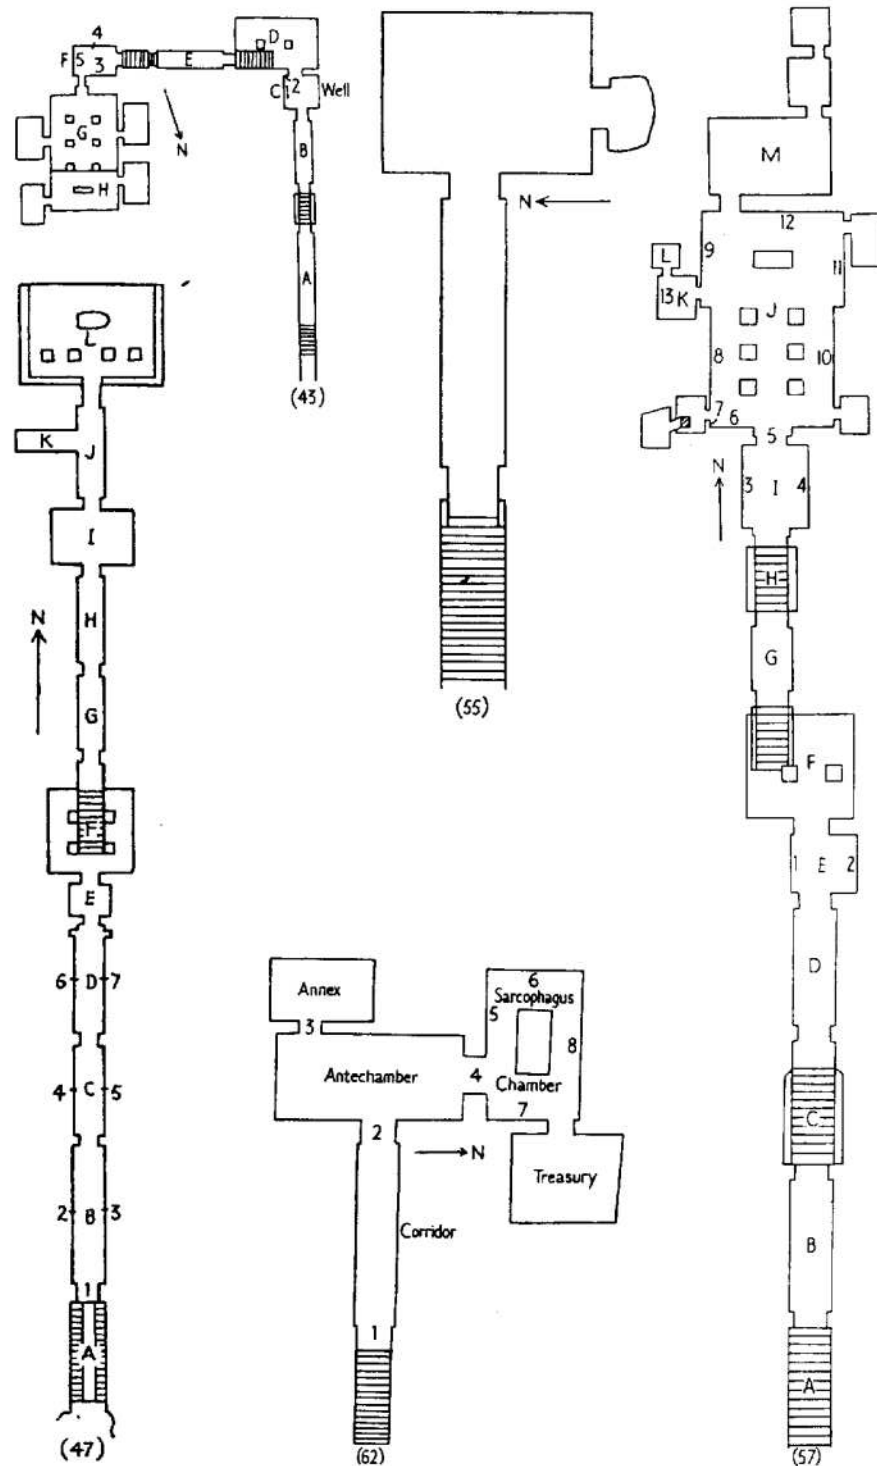 4
F 5 3 E D
C 1 2 Well
G
N
B
H
A
(43)
L
K J
I
N
H
G
F
E
6 D 7
4 C 5
2 B 3
1
A
(47)
N
(55)
Annex
3
6
Sarcophagus
5
8
Antechamber
4
Chamber
7
2
N
Treasury
Corridor
1
(62)
M
12
9
L
11
13 K
J
8
10
7
6
5
N
3 I 4
H
G
F
1 E 2
D
C
B
A
(57)